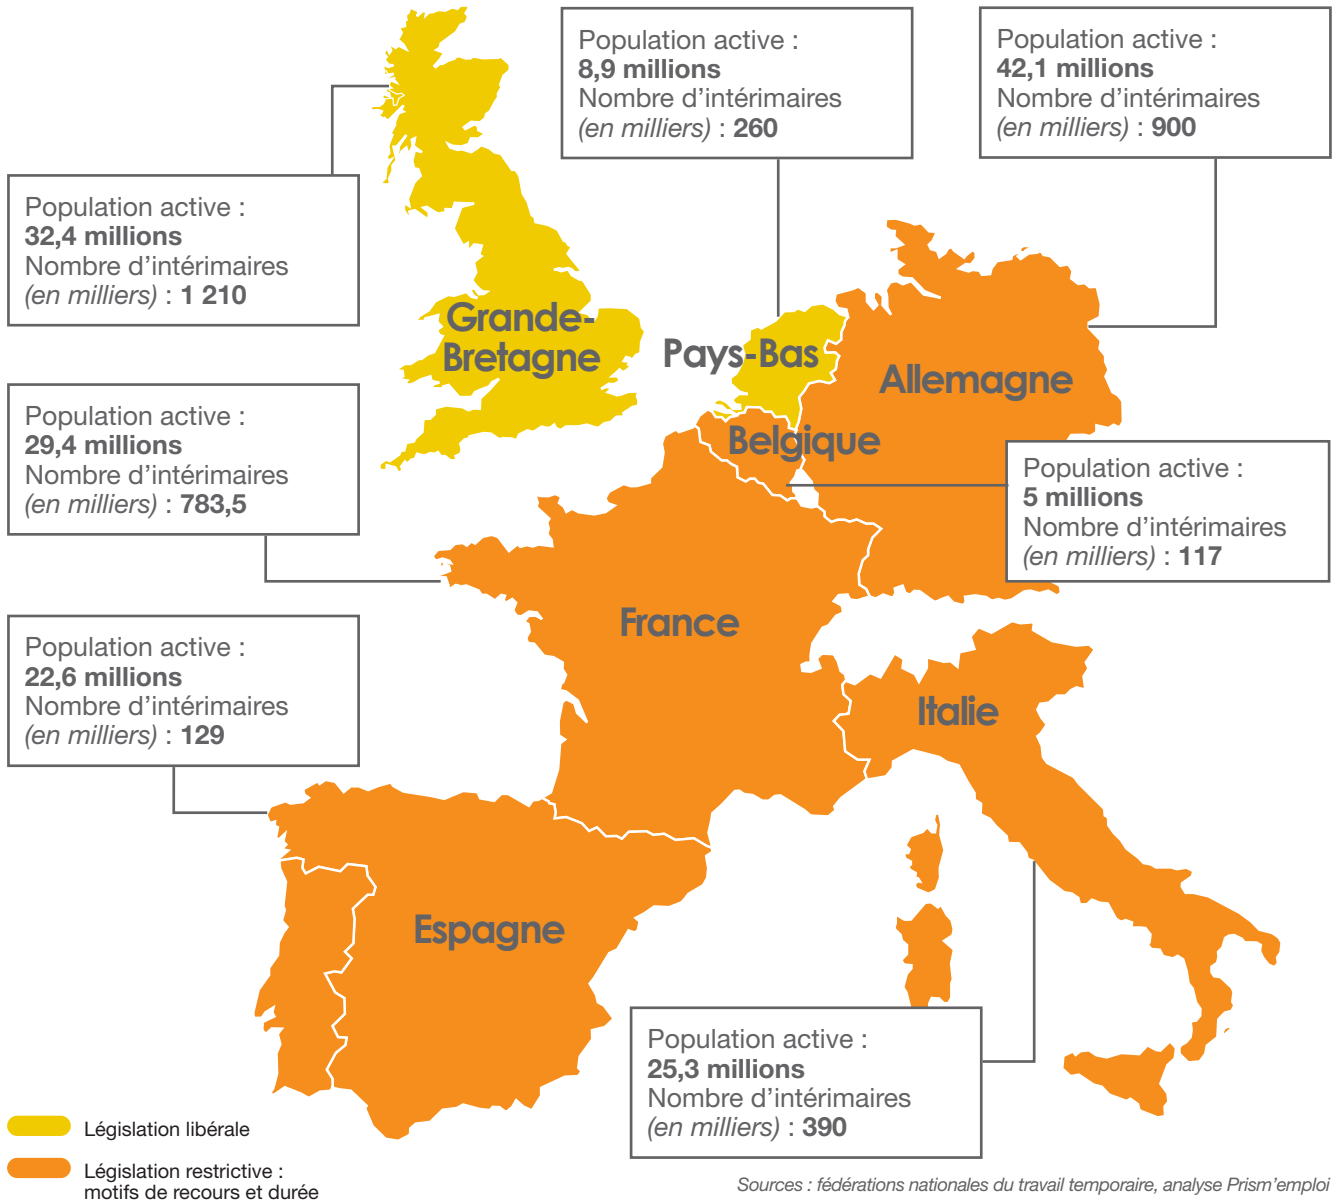 Population active :
8,9 millions
Nombre d'intérimaires
(en milliers) : 260
Population active :
42,1 millions
Nombre d'intérimaires
(en milliers) : 900
Population active :
32,4 millions
Nombre d'intérimaires
(en milliers) : 1 210
Grande-
Bretagne
Pays-Bas
Allemagne
Population active :
29,4 millions
Nombre d'intérimaires
(en milliers) : 783,5
Belgique
Population active :
5 millions
Nombre d'intérimaires
(en milliers) : 117
France
Population active :
22,6 millions
Nombre d'intérimaires
(en milliers) : 129
Italie
Espagne
Population active :
25,3 millions
Nombre d'intérimaires
(en milliers) : 390
Législation libérale
Législation restrictive :
motifs de recours et durée
Sources : fédérations nationales du travail temporaire, analyse Prism'emploi